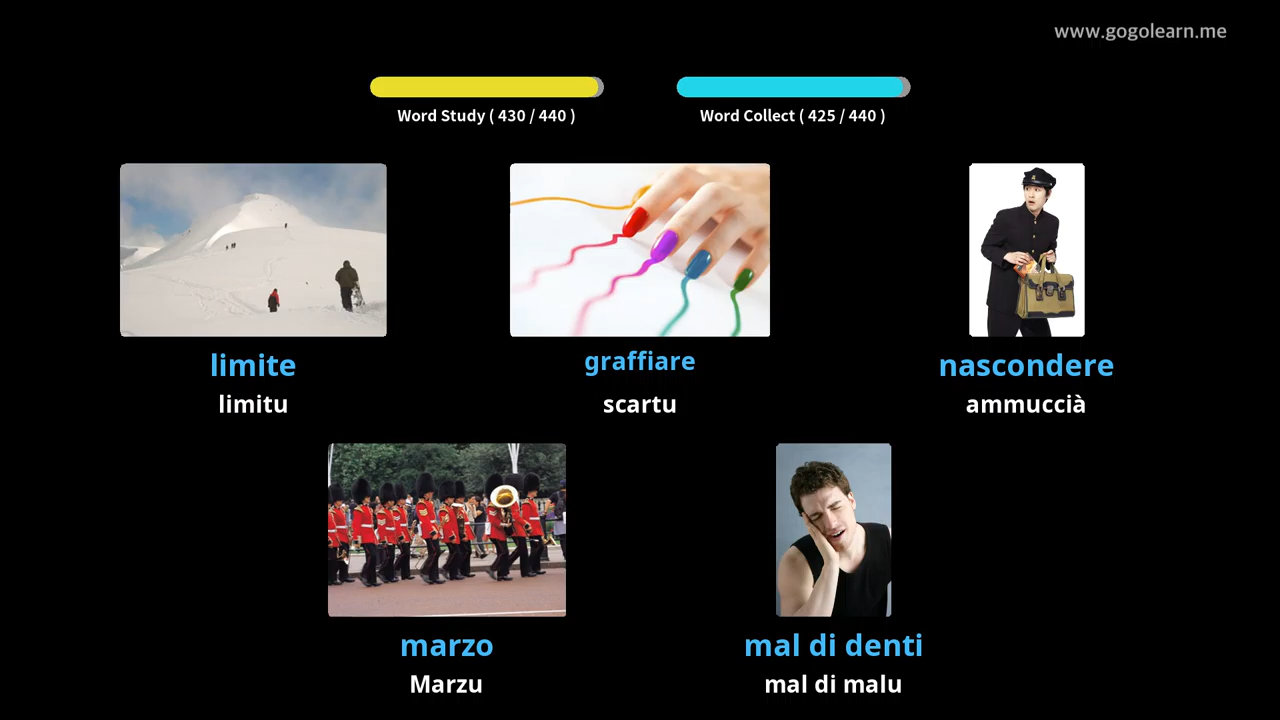 www.gogolearn.me
Word Study ( 430 / 440 )
Word Collect ( 425 / 440 )
limite
limitu
graffiare
scartu
nascondere
ammuccià
marzo
Marzu
mal di denti
mal di malu